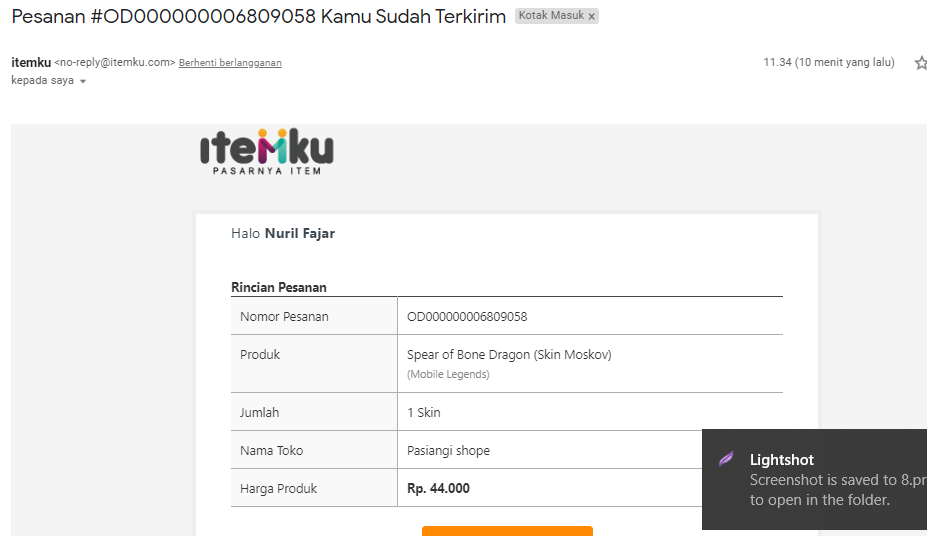 Pesanan #OD000000006809058 Kamu Sudah Terkirim Kotak Masuk x
itemku <no-reply@itemku.com> Berhenti berlangganan 11.34 (10 menit yang lalu)
kepada saya
itemku
PASARNYA ITEM
Halo Nuril Fajar
Rincian Pesanan
Nomor Pesanan OD000000006809058
Produk Spear of Bone Dragon (Skin Moskov)
(Mobile Legends)
Jumlah 1 Skin
Nama Toko Pasiangi shope
Harga Produk Rp. 44.000
Lightshot
Screenshot is saved to 8.pr
to open in the folder.